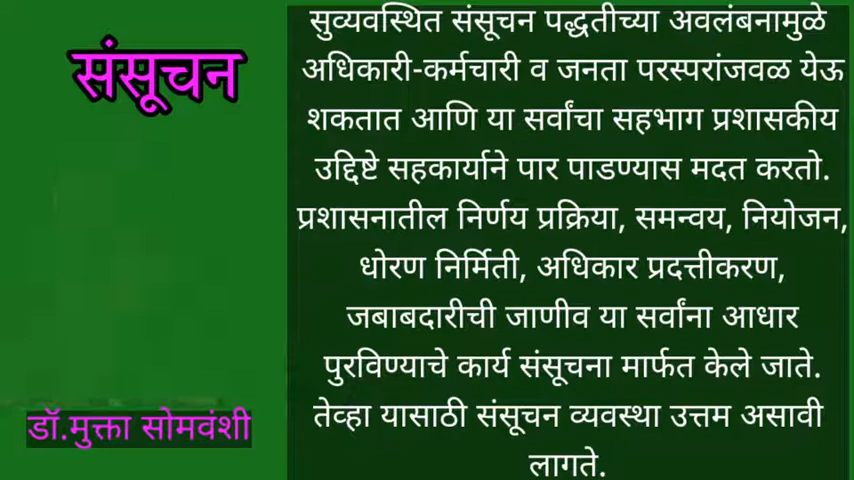 संसूचन
डॉ.मुक्ता सोमवंशी
सुव्यवस्थित संसूचन पद्धतीच्या अवलंबनामुळे
अधिकारी-कर्मचारी व जनता परस्परांजवळ येऊ
शकतात आणि या सर्वांचा सहभाग प्रशासकीय
उद्दिष्टे सहकार्याने पार पाडण्यास मदत करतो.
प्रशासनातील निर्णय प्रक्रिया, समन्वय, नियोजन,
धोरण निर्मिती, अधिकार प्रदत्तीकरण,
जबाबदारीची जाणीव या सर्वांना आधार
पुरविण्याचे कार्य संसूचना मार्फत केले जाते.
तेव्हा यासाठी संसूचन व्यवस्था उत्तम असावी
लागते.